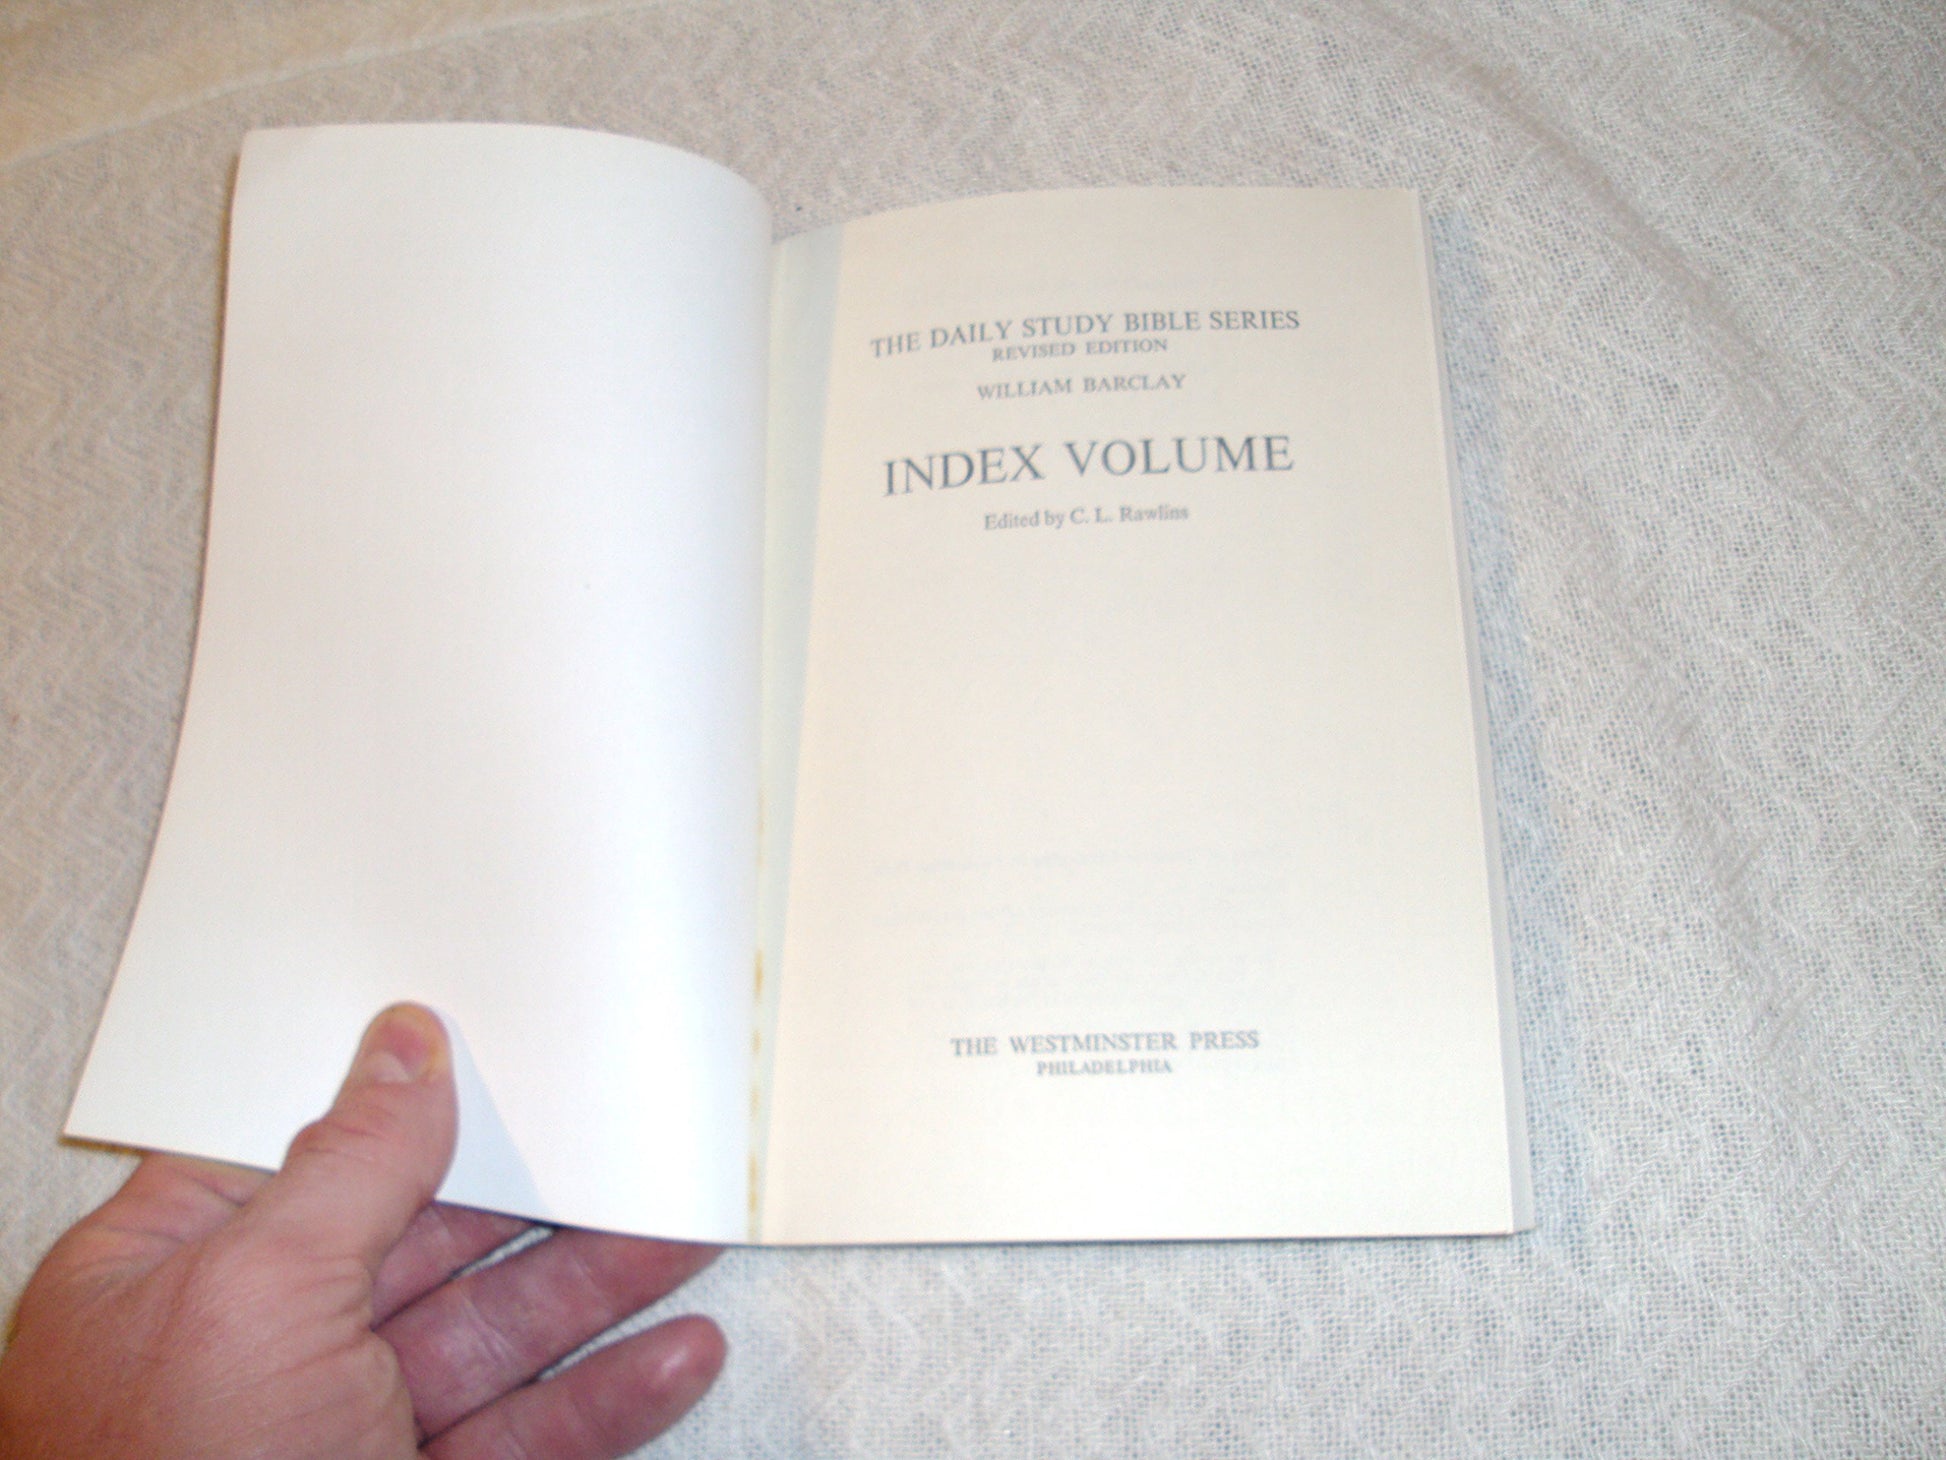 THE DAILY STUDY BIBLE SERIES
REVISED EDITION
WILLIAM BARCLAY
INDEX VOLUME
Edited by C. L. Rawlins
THE WESTMINSTER PRESS
PHILADELPHIA